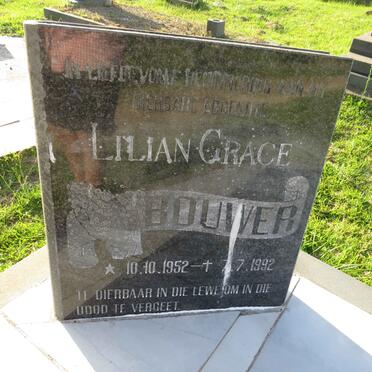 IN LIEFDEVOLLE HERINNERING AAN MY
DIERBARE EGGENOTE
LILIAN GRACE
BOUWER
* 10.10.1952 – † 7.7.1992
TE DIERBAAR IN DIE LEWE OM IN DIE
DOOD TE VERGEET.